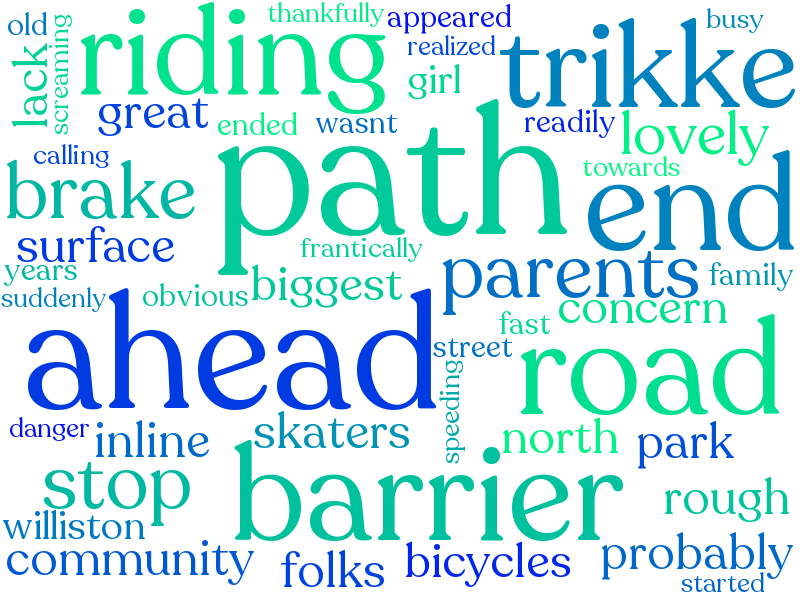 thankfully
appeared
busy
old
riding
realized
trikke
lack
screaming
girl
great
ended
wasnt
readily
lovely
calling
path
towards
brake
end
surface
frantically
parents
years
biggest
family
suddenly
obvious
concern
ahead
fast
street
road
speeding
danger
inline
skaters
north
park
stop
barrier
rough
williston
community
folks
bicycles
probably
started